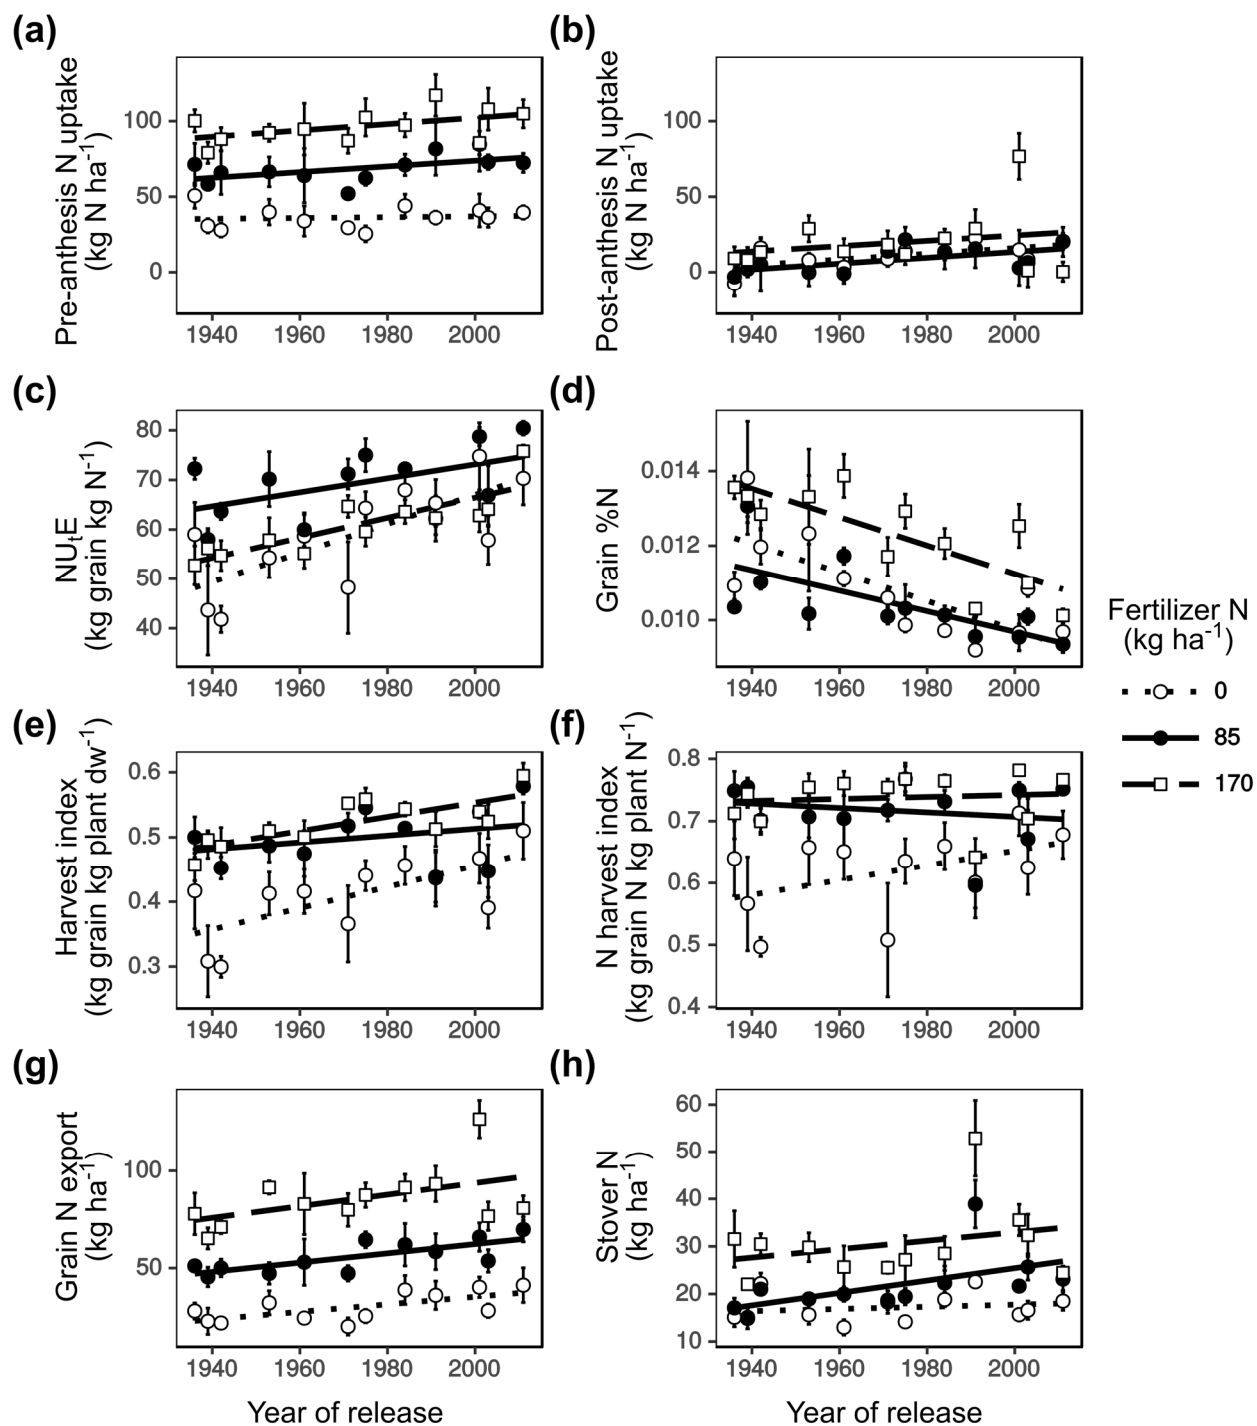 (a)
Pre-anthesis N uptake
(kg N ha⁻¹)
100
50
0
1940 1960 1980 2000
(b)
Post-anthesis N uptake
(kg N ha⁻¹)
100
50
0
1940 1960 1980 2000
(c)
NUₜE
(kg grain kg N⁻¹)
80
70
60
50
40
1940 1960 1980 2000
(d)
Grain %N
0.014
0.012
0.010
1940 1960 1980 2000
Fertilizer N
(kg ha⁻¹)
0
85
170
(e)
Harvest index
(kg grain kg plant dw⁻¹)
0.6
0.5
0.4
0.3
1940 1960 1980 2000
(f)
N harvest index
(kg grain N kg plant N⁻¹)
0.8
0.7
0.6
0.5
0.4
1940 1960 1980 2000
(g)
Grain N export
(kg ha⁻¹)
100
50
1940 1960 1980 2000
Year of release
(h)
Stover N
(kg ha⁻¹)
60
50
40
30
20
10
1940 1960 1980 2000
Year of release